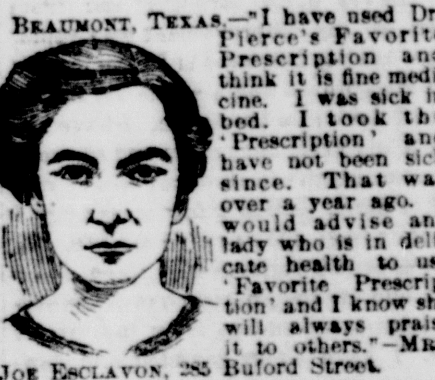 BEAUMONT, TEXAS.—"I have used Dr
Pierce's Favorite
Prescription and
think it is fine medi
cine. I was sick in
bed. I took the
'Prescription' and
have not been sick
since. That was
over a year ago. I
would advise any
lady who is in deli
cate health to use
'Favorite Prescrip
tion' and I know she
will always praise
it to others."—MRS
JOE ESCLAVON, 285 Buford Street.